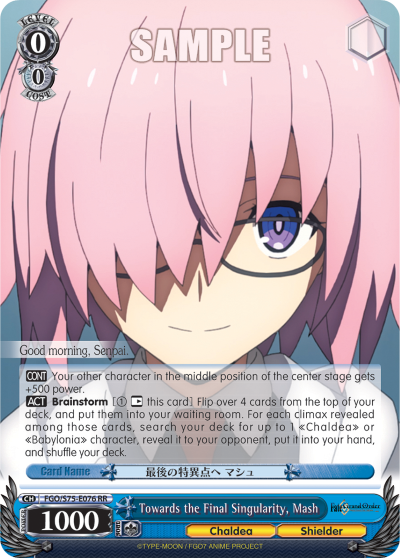 LEVEL
0
SAMPLE
0
COST
Good morning, Senpai.
CONT Your other character in the middle position of the center stage gets
+500 power.
ACT Brainstorm [① this card] Flip over 4 cards from the top of your
deck, and put them into your waiting room. For each climax revealed
among those cards, search your deck for up to 1 «Chaldea» or
«Babylonia» character, reveal it to your opponent, put it into your hand,
and shuffle your deck.
Card Name 最後の特異点へ マシュ
CH FGO/S75-E076 RR
Towards the Final Singularity, Mash
1000
Chaldea Shielder
©TYPE-MOON / FGO7 ANIME PROJECT